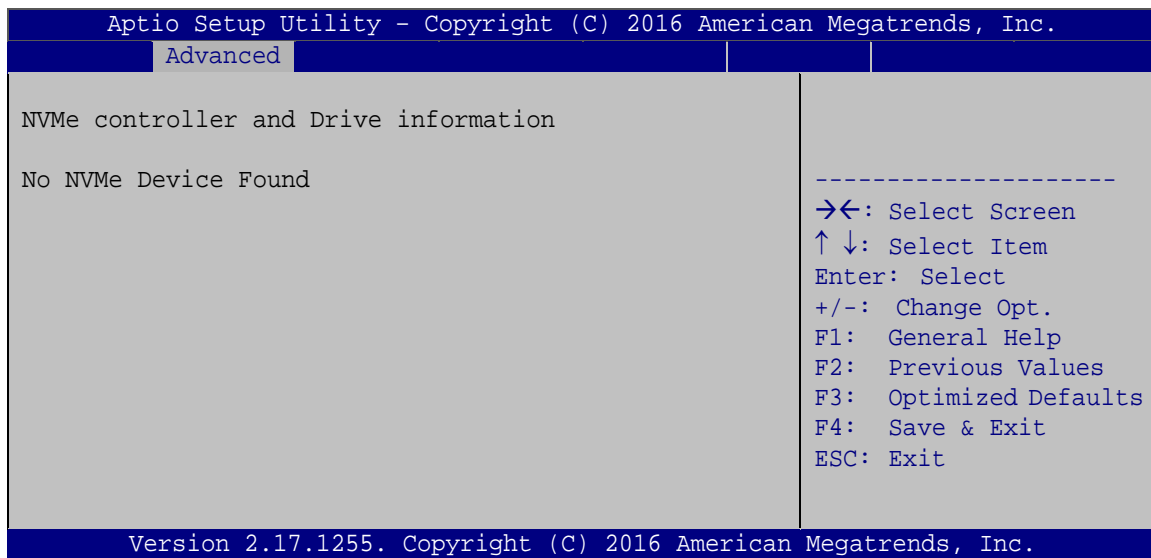 Aptio Setup Utility – Copyright (C) 2016 American Megatrends, Inc.
Advanced
NVMe controller and Drive information
No NVMe Device Found
----------------------
→←: Select Screen
↑ ↓: Select Item
Enter: Select
+/-: Change Opt.
F1: General Help
F2: Previous Values
F3: Optimized Defaults
F4: Save & Exit
ESC: Exit
Version 2.17.1255. Copyright (C) 2016 American Megatrends, Inc.